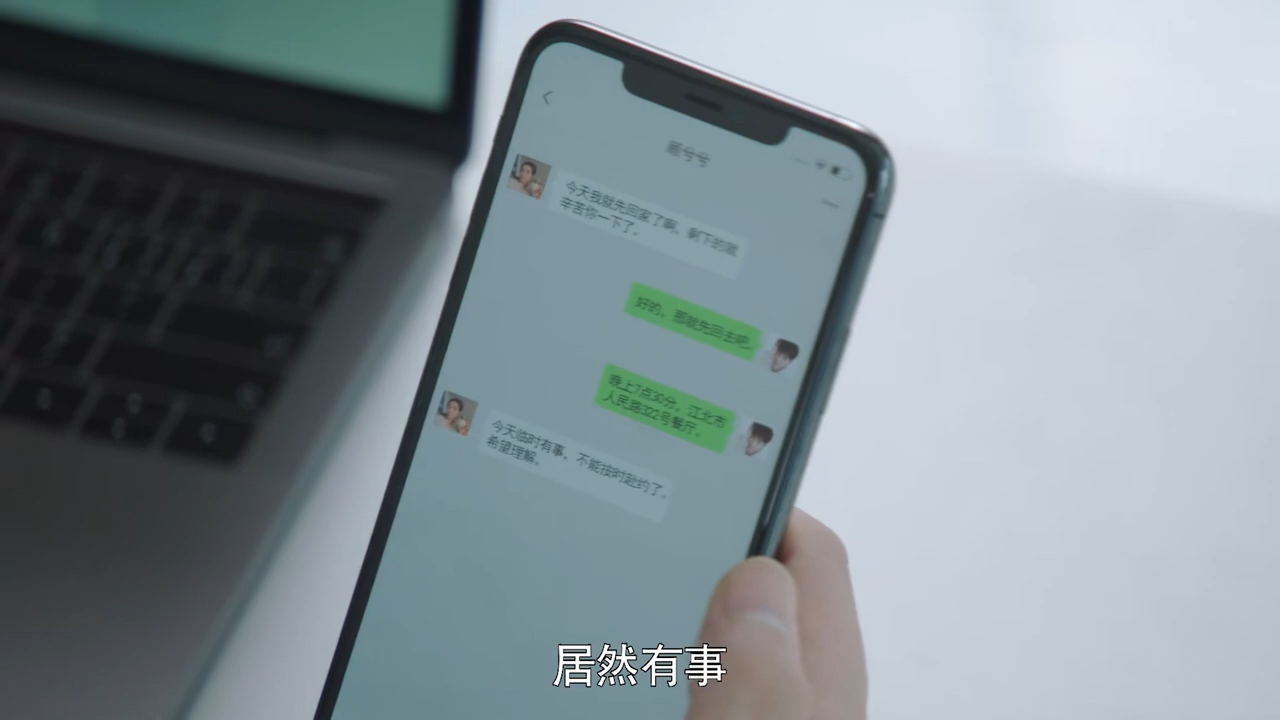 顾兮兮
今天我就先回家了啊，剩下的就
辛苦你一下了。
好的，那就先回去吧
晚上7点30分，江北市
人民路322号餐厅。
今天临时有事，不能按时赴约了，
希望理解。
居然有事